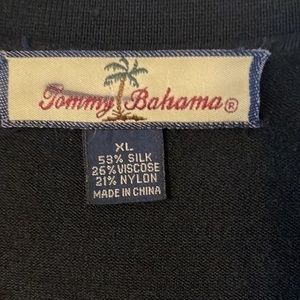 Tommy Bahama®
XL
53% SILK
26% VISCOSE
21% NYLON
MADE IN CHINA